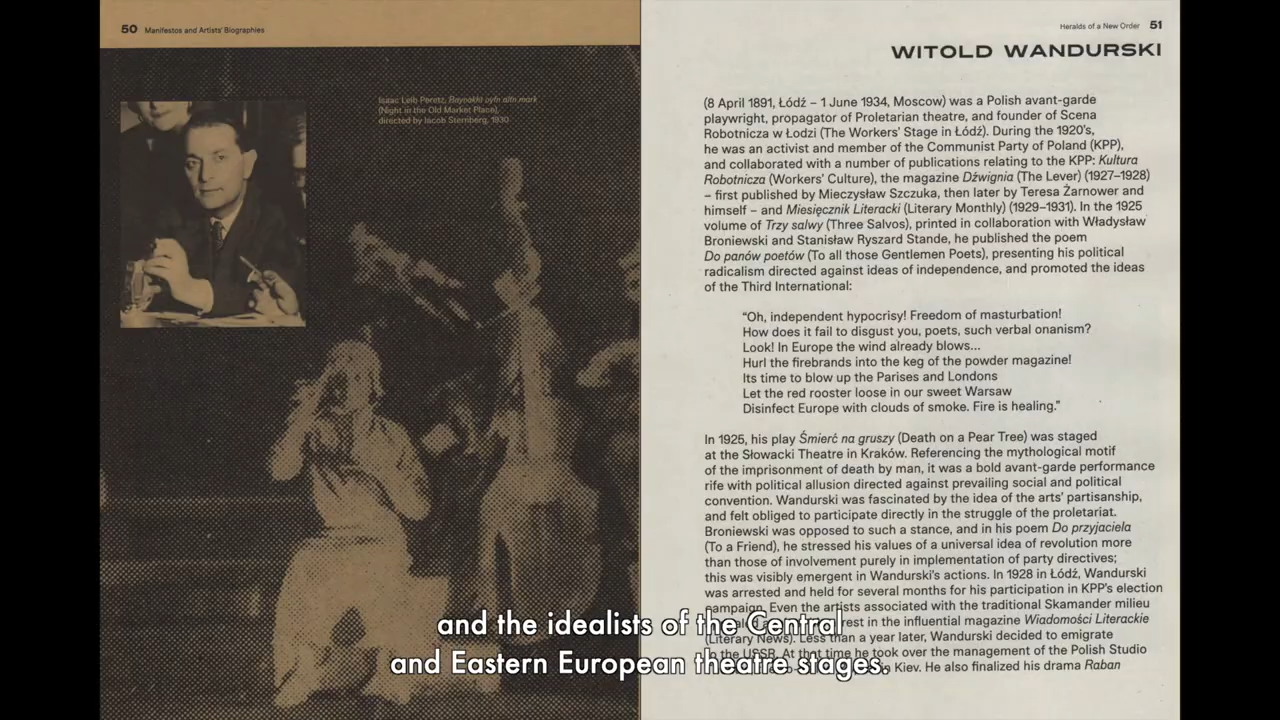 50 Manifestos and Artists' Biographies
Isaac Leib Peretz, Baynakht oyfn altn mark
(Night in the Old Market Place),
directed by Iacob Sternberg, 1930
Heralds of a New Order 51
WITOLD WANDURSKI
(8 April 1891, Łódź – 1 June 1934, Moscow) was a Polish avant-garde
playwright, propagator of Proletarian theatre, and founder of Scena
Robotnicza w Łodzi (The Workers' Stage in Łódź). During the 1920's,
he was an activist and member of the Communist Party of Poland (KPP),
and collaborated with a number of publications relating to the KPP: Kultura
Robotnicza (Workers' Culture), the magazine Dźwignia (The Lever) (1927–1928)
– first published by Mieczysław Szczuka, then later by Teresa Żarnower and
himself – and Miesięcznik Literacki (Literary Monthly) (1929–1931). In the 1925
volume of Trzy salwy (Three Salvos), printed in collaboration with Władysław
Broniewski and Stanisław Ryszard Stande, he published the poem
Do panów poetów (To all those Gentlemen Poets), presenting his political
radicalism directed against ideas of independence, and promoted the ideas
of the Third International:
"Oh, independent hypocrisy! Freedom of masturbation!
How does it fail to disgust you, poets, such verbal onanism?
Look! In Europe the wind already blows...
Hurl the firebrands into the keg of the powder magazine!
Its time to blow up the Parises and Londons
Let the red rooster loose in our sweet Warsaw
Disinfect Europe with clouds of smoke. Fire is healing."
In 1925, his play Śmierć na gruszy (Death on a Pear Tree) was staged
at the Słowacki Theatre in Kraków. Referencing the mythological motif
of the imprisonment of death by man, it was a bold avant-garde performance
rife with political allusion directed against prevailing social and political
convention. Wandurski was fascinated by the idea of the arts' partisanship,
and felt obliged to participate directly in the struggle of the proletariat.
Broniewski was opposed to such a stance, and in his poem Do przyjaciela
(To a Friend), he stressed his values of a universal idea of revolution more
than those of involvement purely in implementation of party directives;
this was visibly emergent in Wandurski's actions. In 1928 in Łódź, Wandurski
was arrested and held for several months for his participation in KPP's election
campaign. Even the artists associated with the traditional Skamander milieu
in the influential magazine Wiadomości Literackie
(Literary News). Less than a year later, Wandurski decided to emigrate
to the USSR. At that time he took over the management of the Polish Studio
in Kiev. He also finalized his drama Raban
and the idealists of the Central
and Eastern European theatre stages.